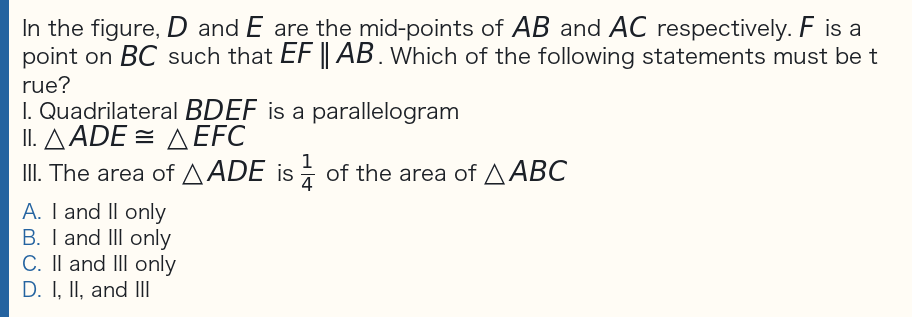 In the figure, D and E are the mid-points of AB and AC respectively. F is a
point on BC such that EF ∥ AB. Which of the following statements must be t
rue?
I. Quadrilateral BDEF is a parallelogram
II. △ADE ≅ △EFC
III. The area of △ADE is 1/4 of the area of △ABC
A. I and II only
B. I and III only
C. II and III only
D. I, II, and III